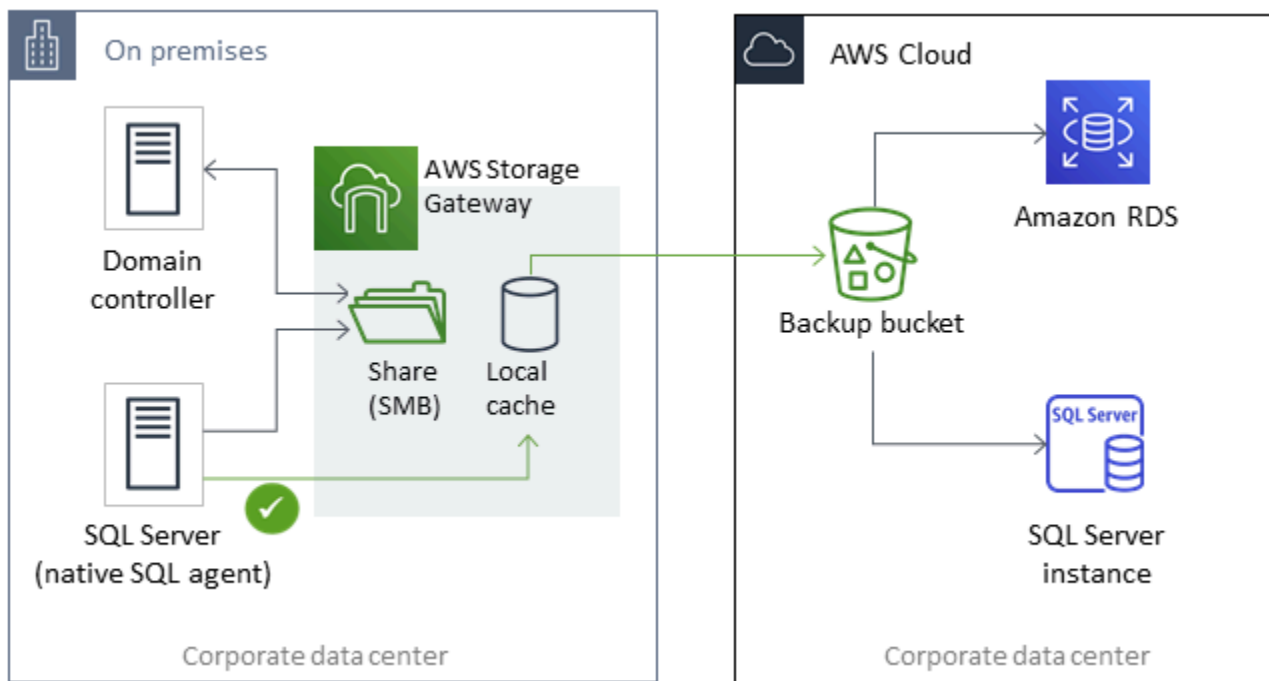 On premises
AWS Storage
Gateway
Domain
controller
Share
(SMB)
Local
cache
SQL Server
(native SQL agent)
Corporate data center
AWS Cloud
Amazon RDS
Backup bucket
SQL Server
SQL Server
instance
Corporate data center